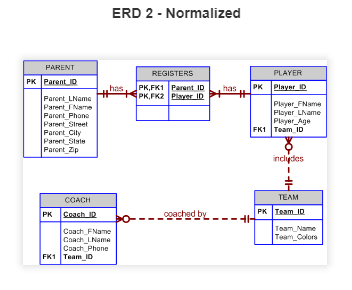 ERD 2 - Normalized
PARENT
PK Parent_ID
Parent_LName
Parent_FName
Parent_Phone
Parent_Street
Parent_City
Parent_State
Parent_Zip
has
REGISTERS
PK,FK1 Parent_ID
PK,FK2 Player_ID
has
PLAYER
PK Player_ID
Player_FName
Player_LName
Player_Age
FK1 Team_ID
includes
COACH
PK Coach_ID
Coach_FName
Coach_LName
Coach_Phone
FK1 Team_ID
coached by
TEAM
PK Team_ID
Team_Name
Team_Colors